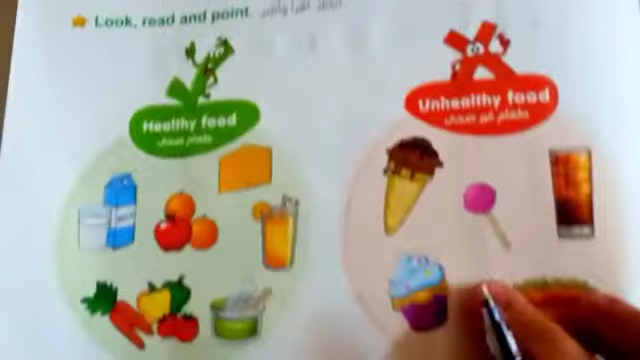 Look, read and point.
Healthy food
طعام صحي
Unhealthy food
طعام غير صحي